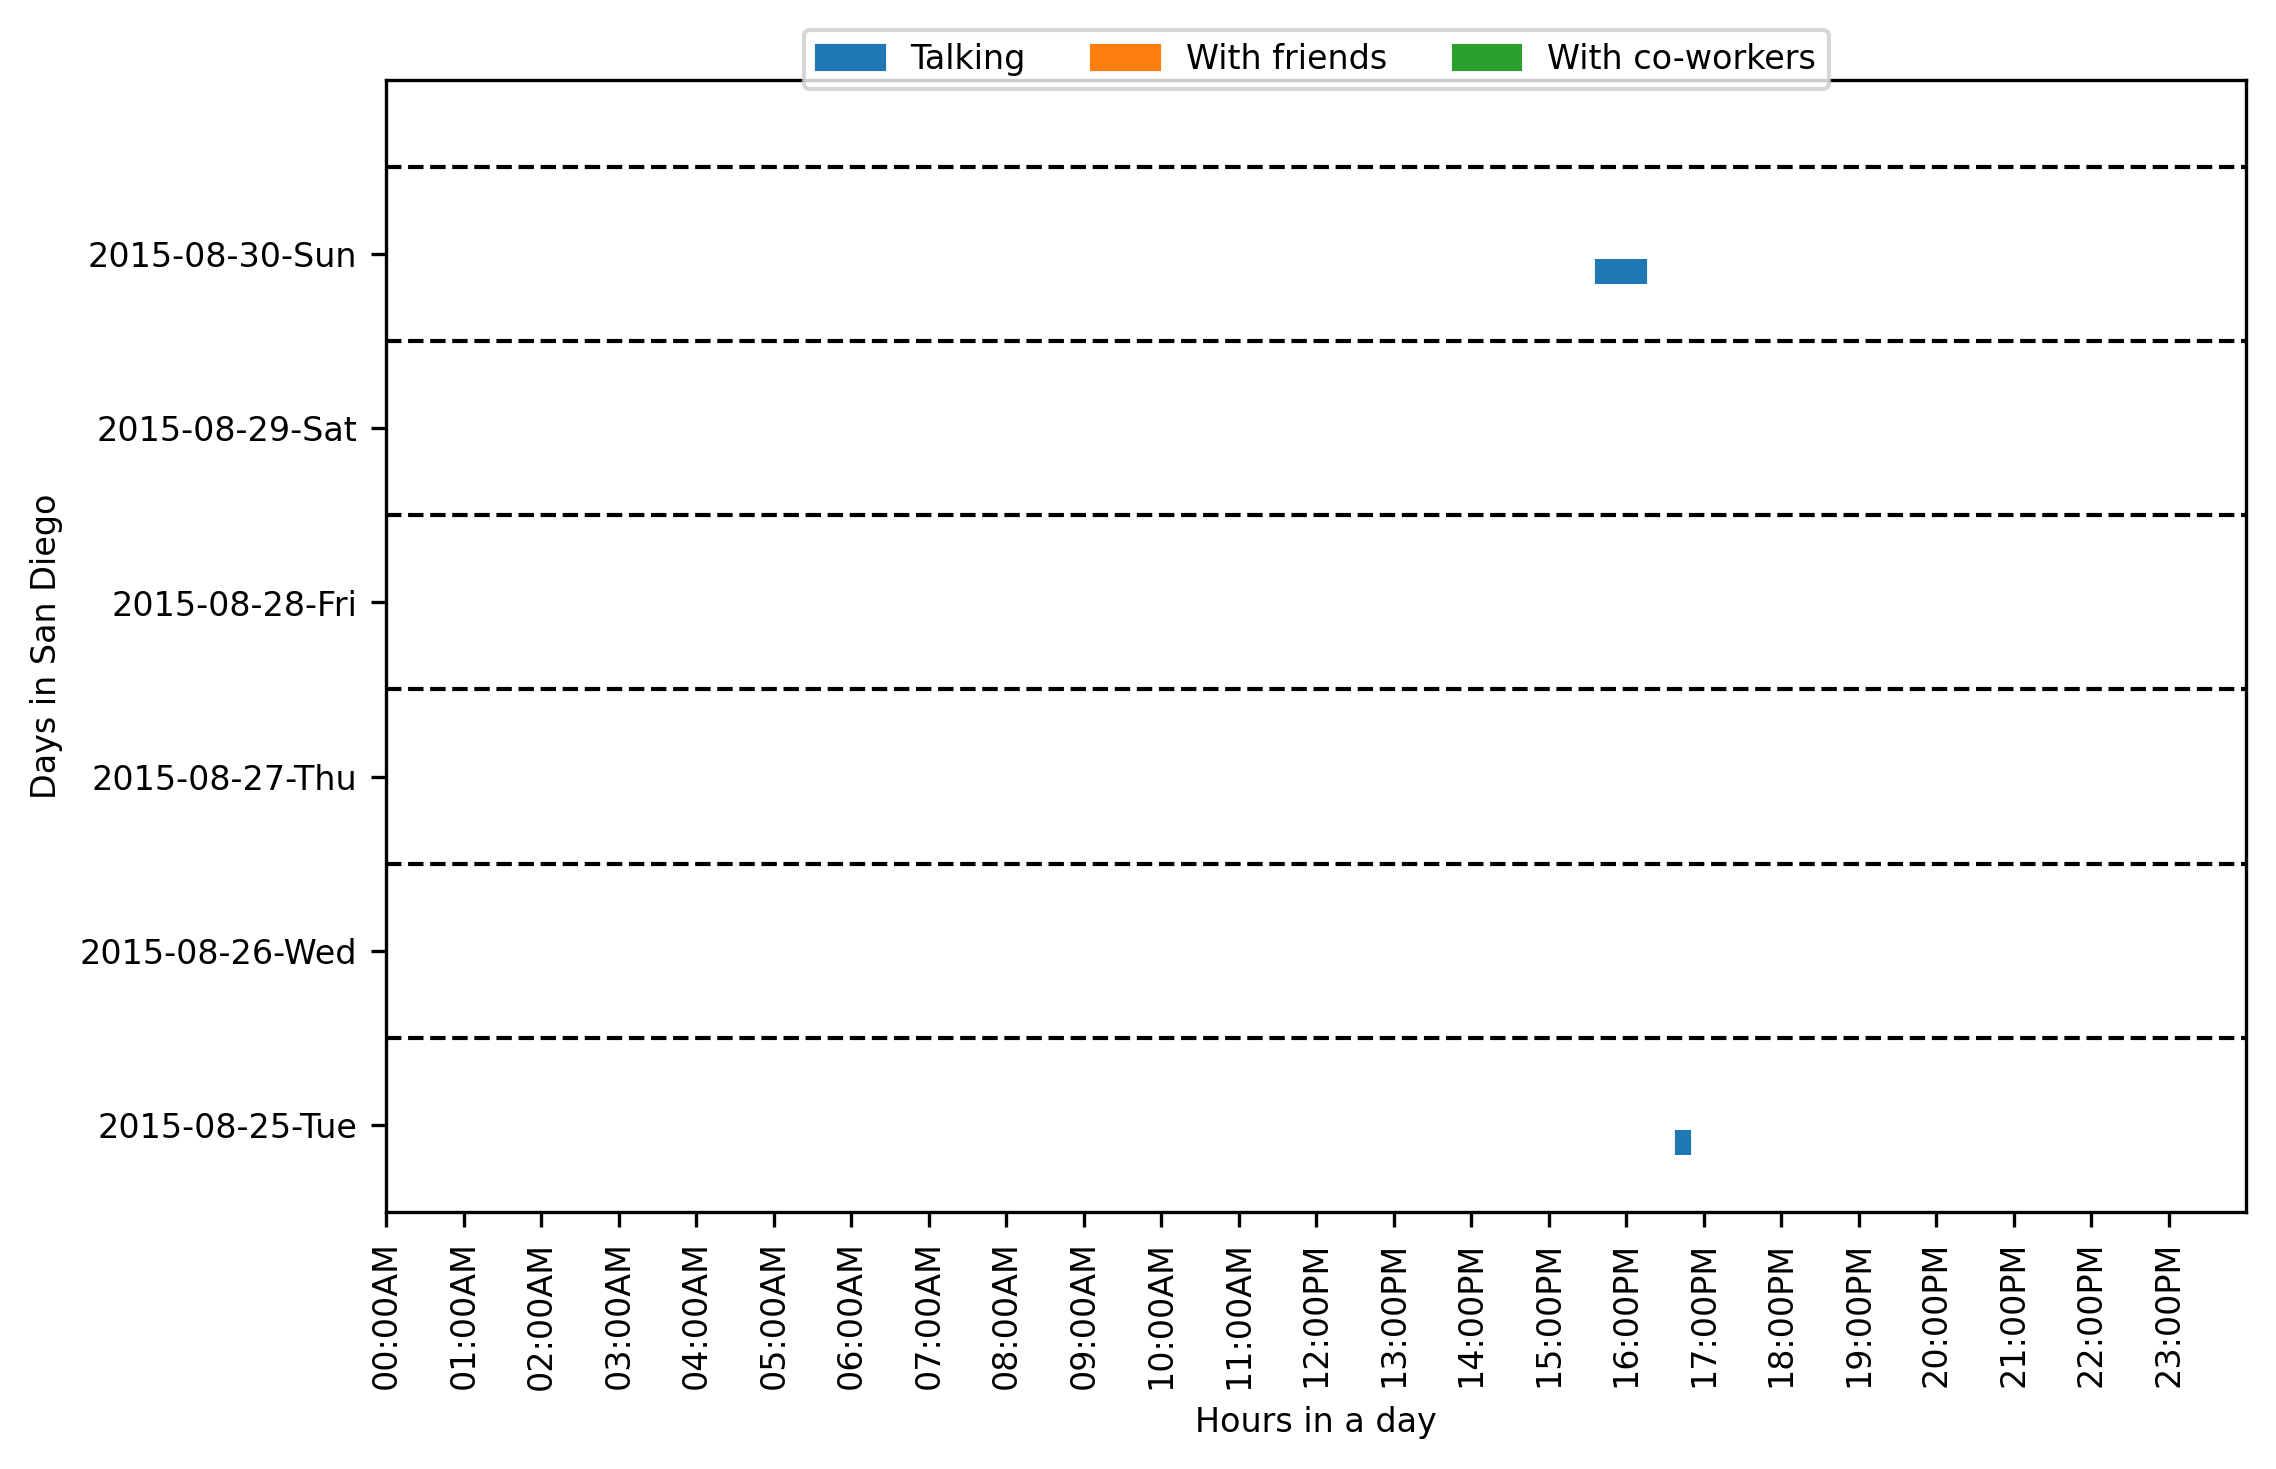 Talking With friends With co-workers
2015-08-30-Sun
2015-08-29-Sat
2015-08-28-Fri
2015-08-27-Thu
2015-08-26-Wed
2015-08-25-Tue
Days in San Diego
00:00AM
01:00AM
02:00AM
03:00AM
04:00AM
05:00AM
06:00AM
07:00AM
08:00AM
09:00AM
10:00AM
11:00AM
12:00PM
13:00PM
14:00PM
15:00PM
16:00PM
17:00PM
18:00PM
19:00PM
20:00PM
21:00PM
22:00PM
23:00PM
Hours in a day